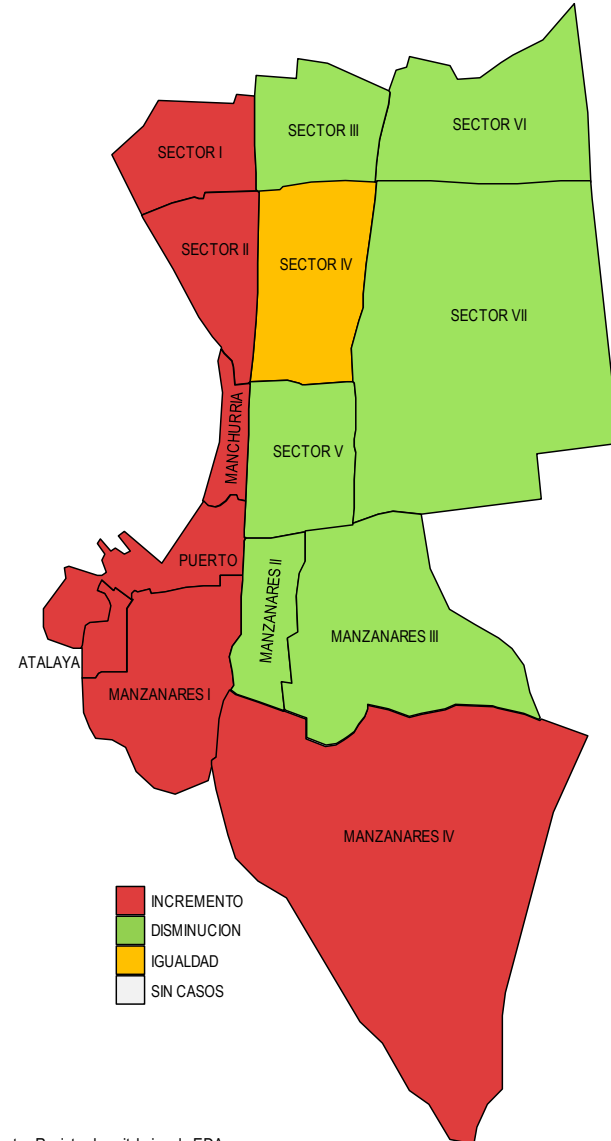 SECTOR VI
SECTOR III
SECTOR I
SECTOR II
SECTOR IV
SECTOR VII
MANCHURRIA
SECTOR V
PUERTO
MANZANARES II
MANZANARES III
ATALAYA
MANZANARES I
MANZANARES IV
INCREMENTO
DISMINUCION
IGUALDAD
SIN CASOS